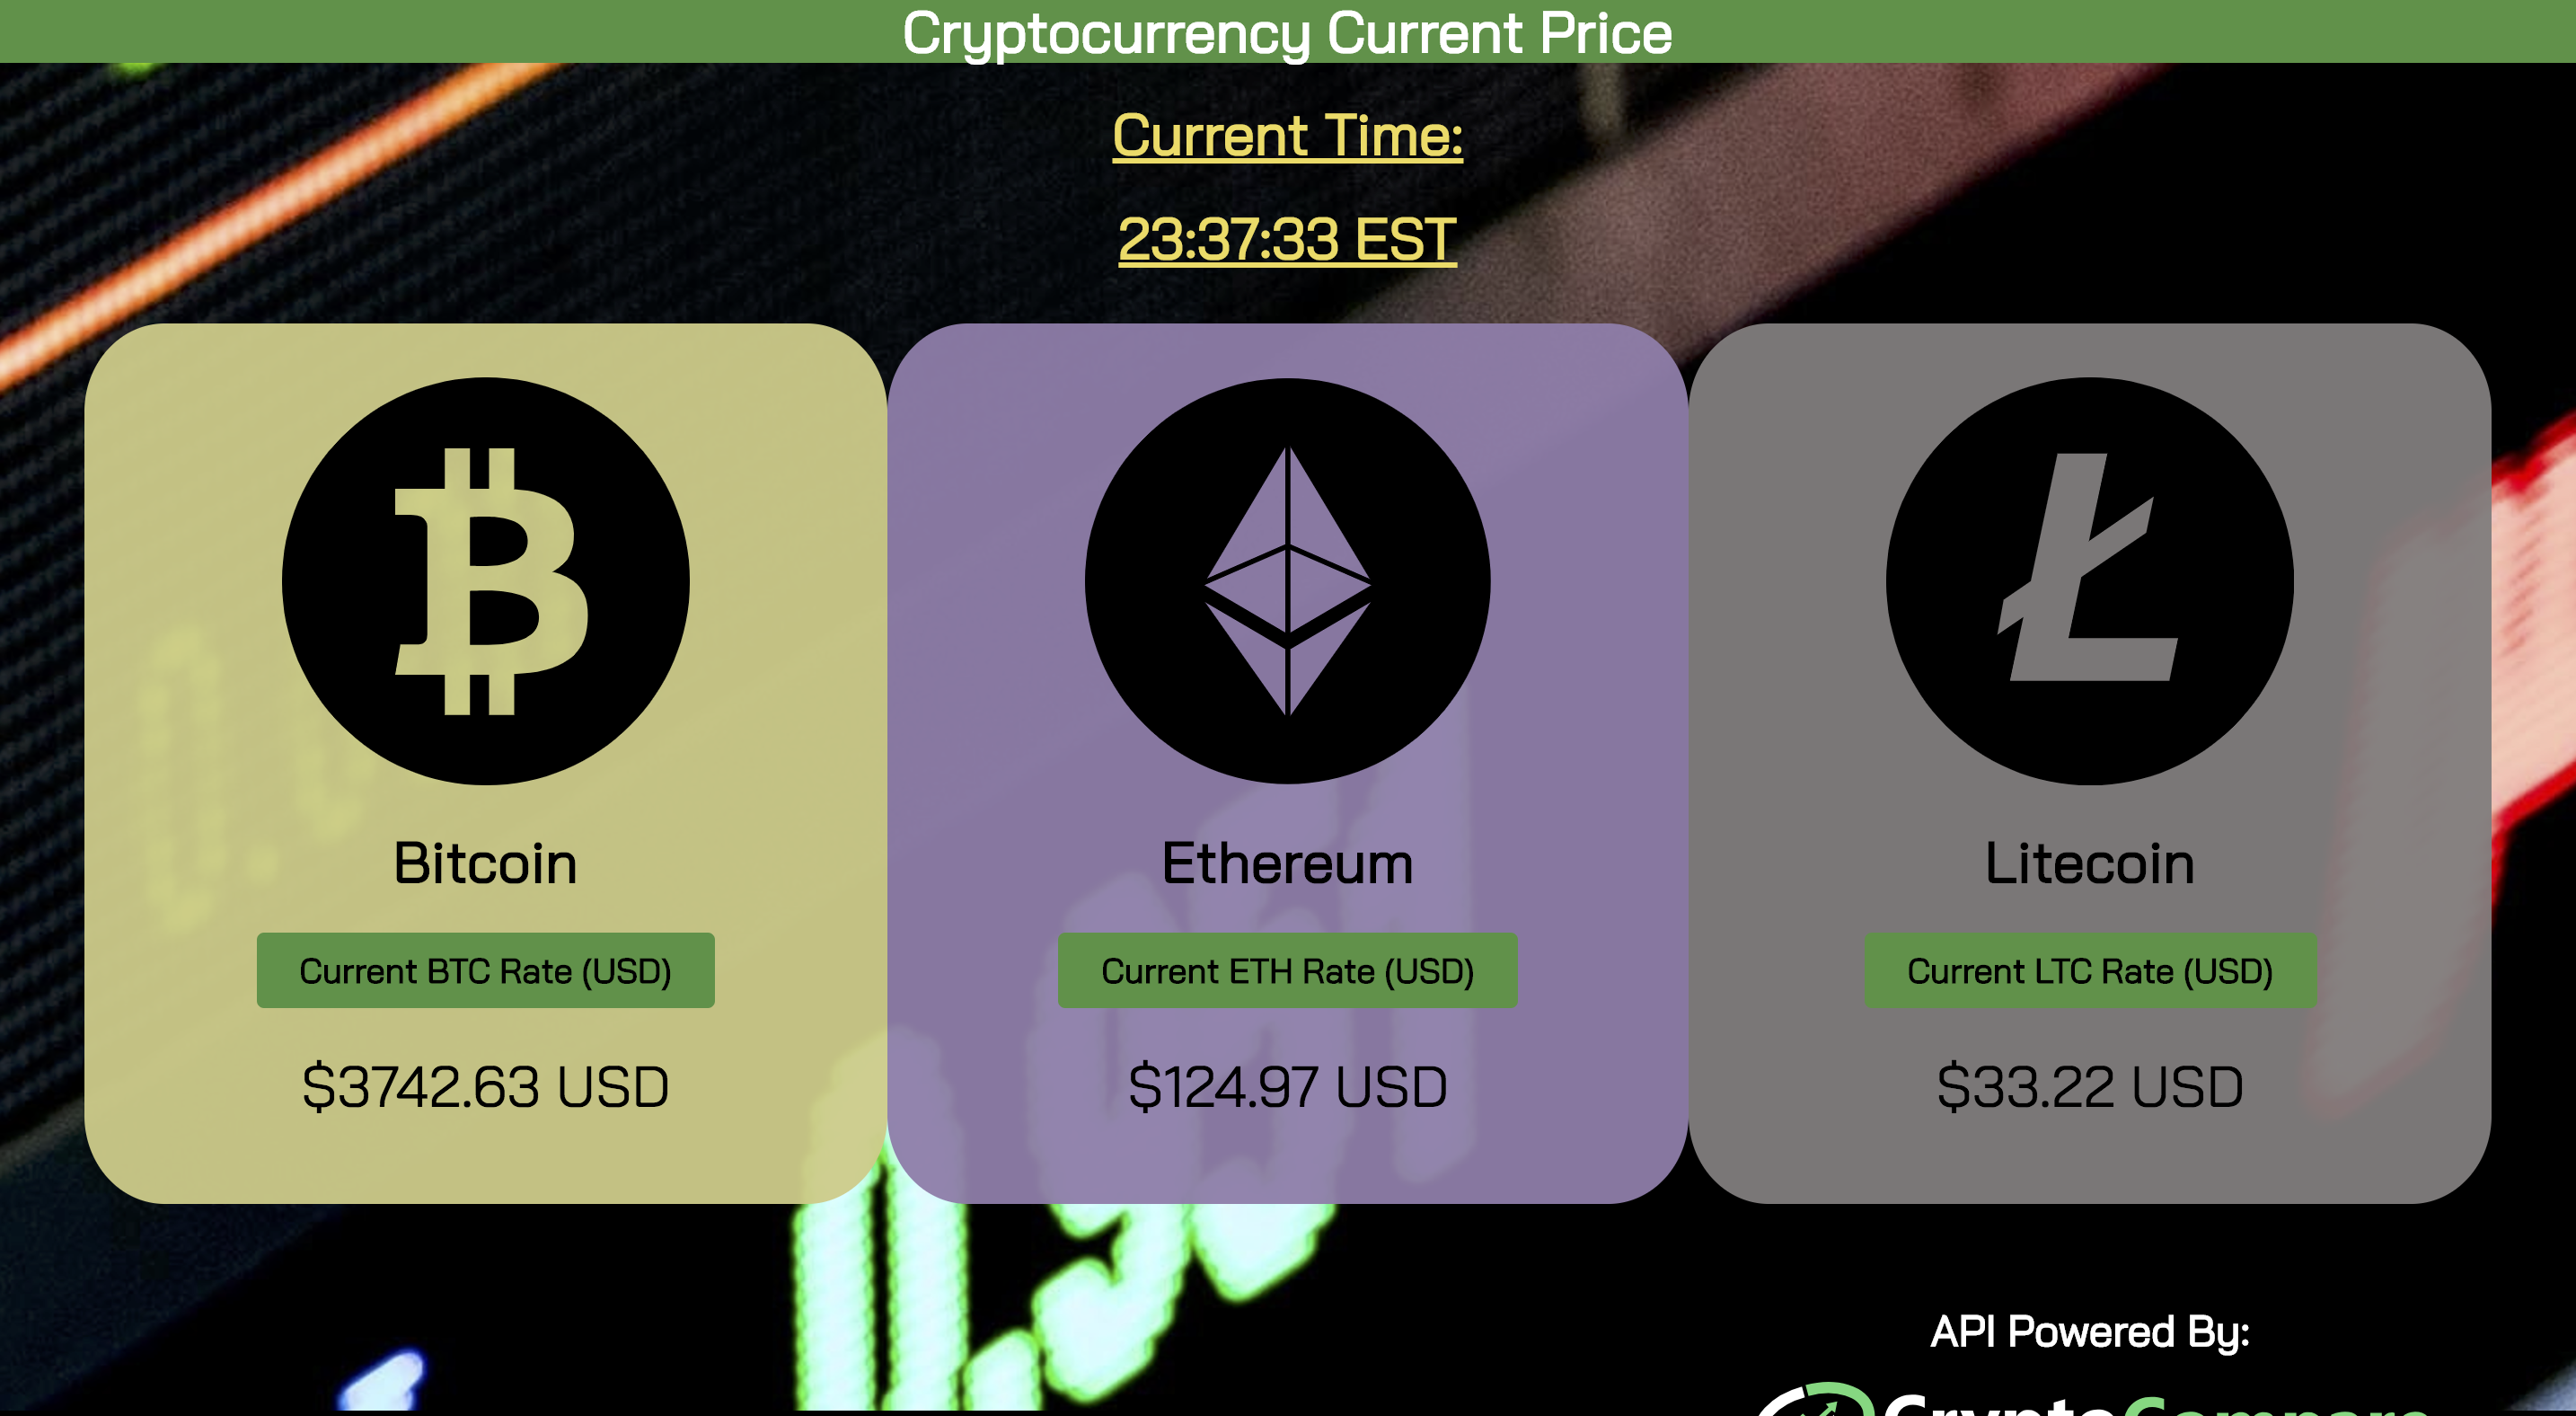 Cryptocurrency Current Price
Current Time:
23:37:33 EST
Bitcoin
Current BTC Rate (USD)
$3742.63 USD
Ethereum
Current ETH Rate (USD)
$124.97 USD
Litecoin
Current LTC Rate (USD)
$33.22 USD
API Powered By:
CryptoCompare